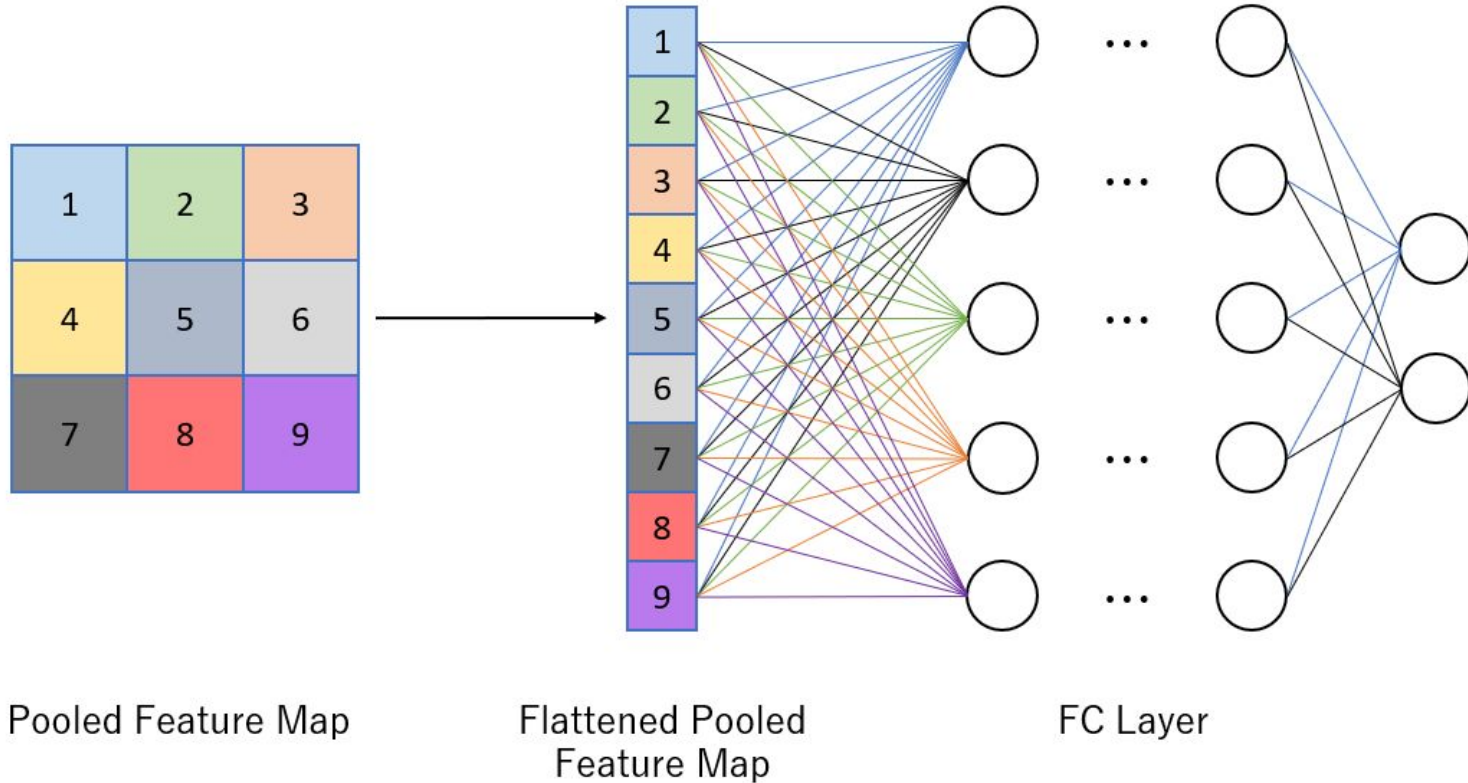 1 2 3
4 5 6
7 8 9
1
2
3
4
5
6
7
8
9
...
...
...
...
...
Pooled Feature Map
Flattened Pooled
Feature Map
FC Layer